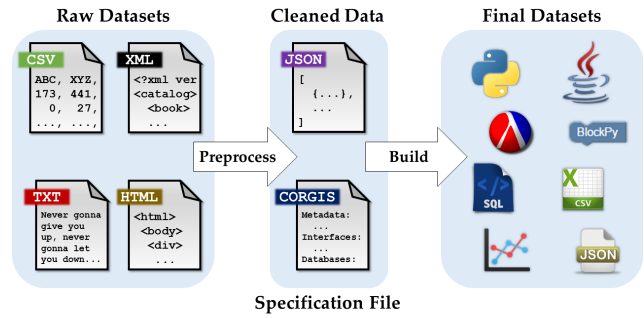 Raw Datasets
Cleaned Data
Final Datasets
CSV
ABC, XYZ,
173, 441,
0, 27,
..., ...,
XML
<?xml ver
<catalog>
<book>
...
JSON
[
{...},
...
]
Preprocess
Build
BlockPy
TXT
Never gonna
give you
up, never
gonna let
you down...
HTML
<html>
<body>
<div>
...
CORGIS
Metadata:
...
Interfaces:
...
Databases:
</>
SQL
X
CSV
JSON
Specification File